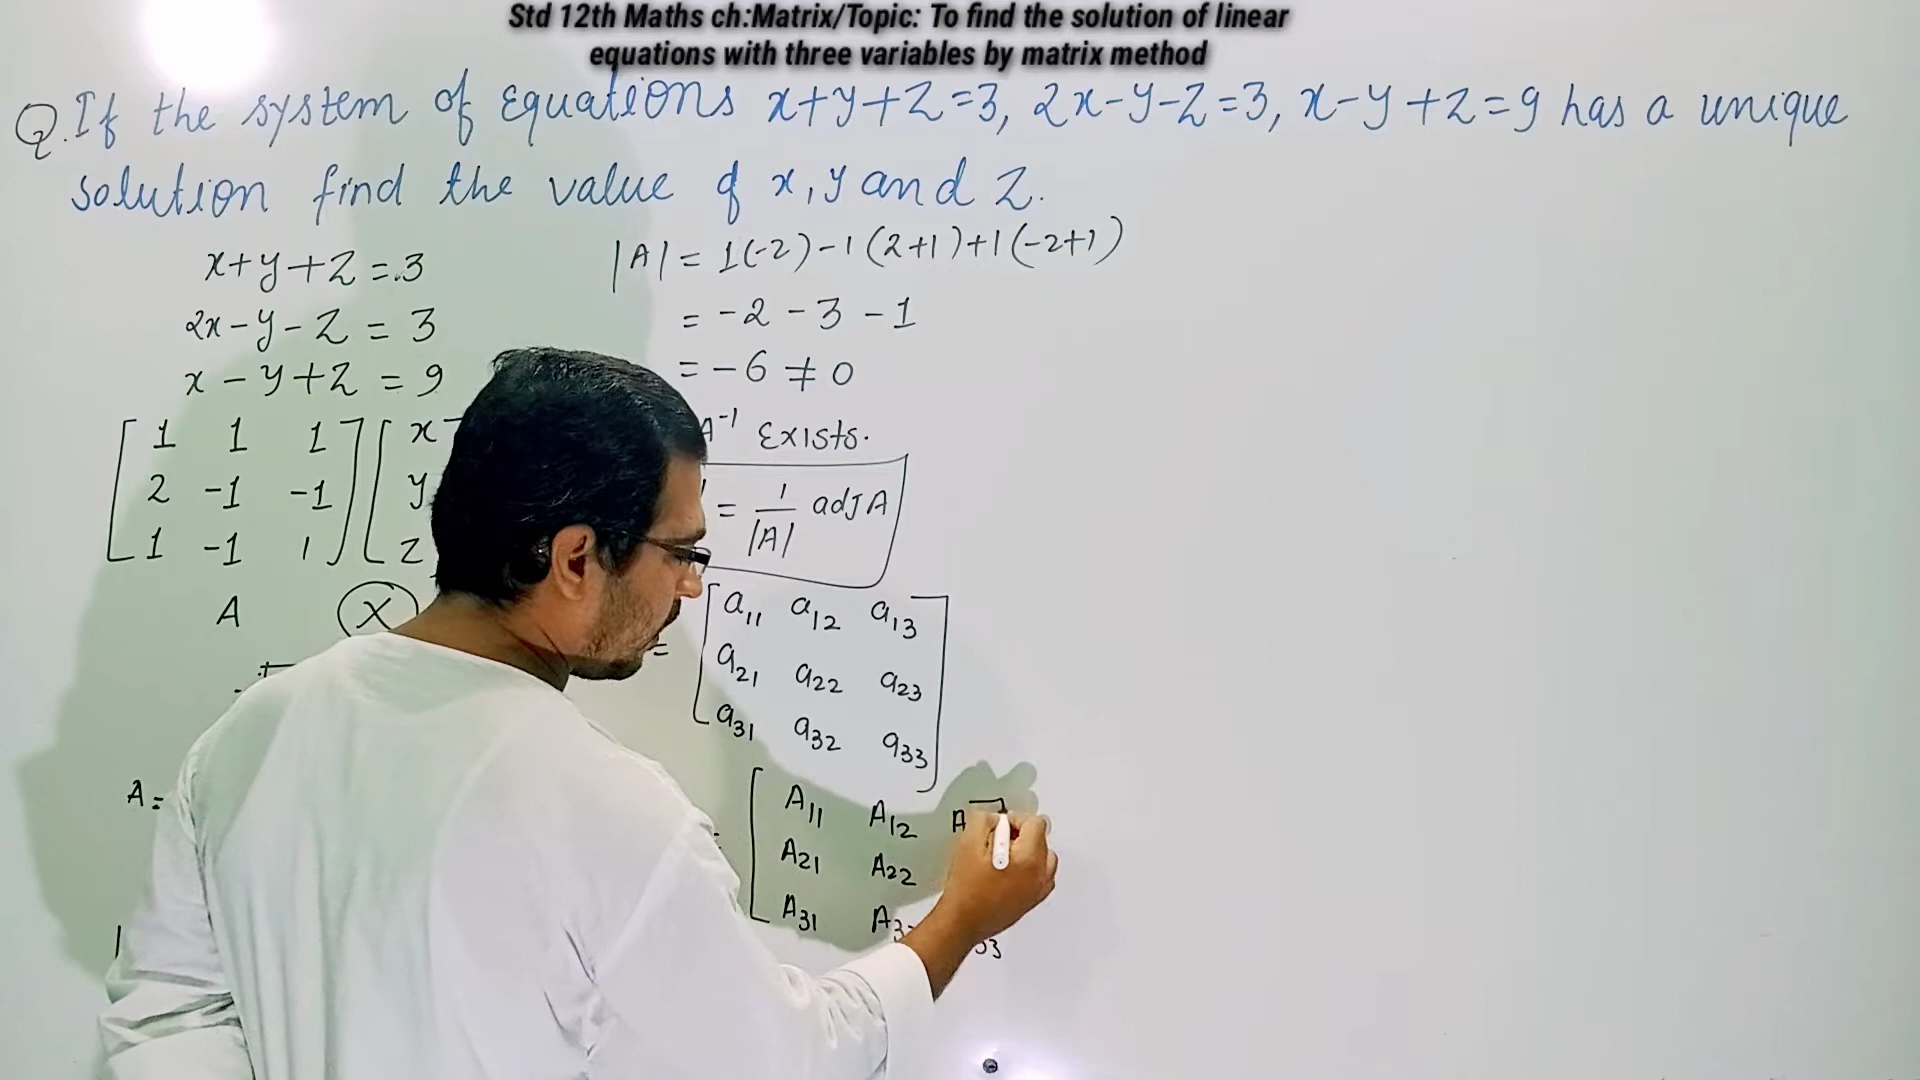 Std 12th Maths ch:Matrix/Topic: To find the solution of linear
equations with three variables by matrix method
Q. If the system of Equations x+y+z=3, 2x-y-z=3, x-y+z=9 has a unique
solution find the value of x, y and z.
x+y+z=3
2x-y-z=3
x-y+z=9
1 1 1 x
2 -1 -1 y
1 -1 1 z
A X
A=
|A| = 1(-2)-1(2+1)+1(-2+1)
= -2 - 3 - 1
= -6 ≠ 0
A⁻¹ Exists.
= 1/|A| adjA
= a11 a12 a13
a21 a22 a23
a31 a32 a33
A11 A12 A
A21 A22
A31